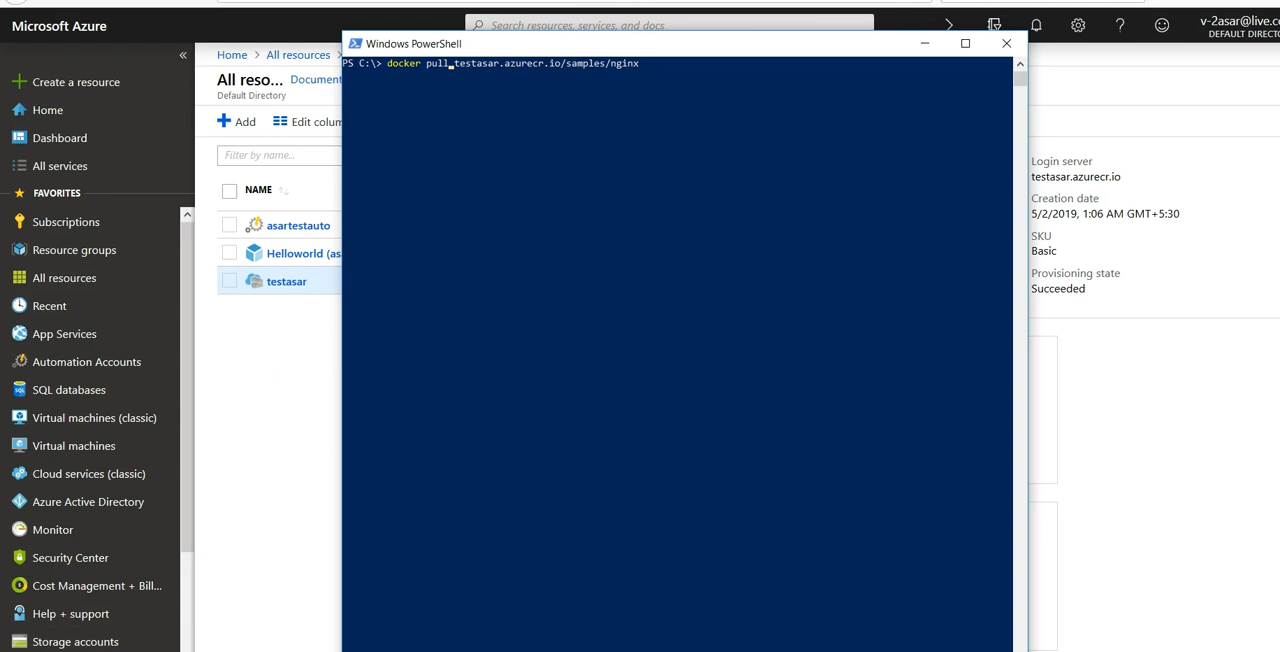 Microsoft Azure
Search resources, services, and docs
v-2asar@live.co
DEFAULT DIRECTO
«
Create a resource
Home
Dashboard
All services
FAVORITES
Subscriptions
Resource groups
All resources
Recent
App Services
Automation Accounts
SQL databases
Virtual machines (classic)
Virtual machines
Cloud services (classic)
Azure Active Directory
Monitor
Security Center
Cost Management + Bill...
Help + support
Storage accounts
Home > All resources >
All reso... Document
Default Directory
Add Edit colum
Filter by name...
NAME
asartestauto
Helloworld (as
testasar
Windows PowerShell
PS C:\> docker pull testasar.azurecr.io/samples/nginx
Login server
testasar.azurecr.io
Creation date
5/2/2019, 1:06 AM GMT+5:30
SKU
Basic
Provisioning state
Succeeded